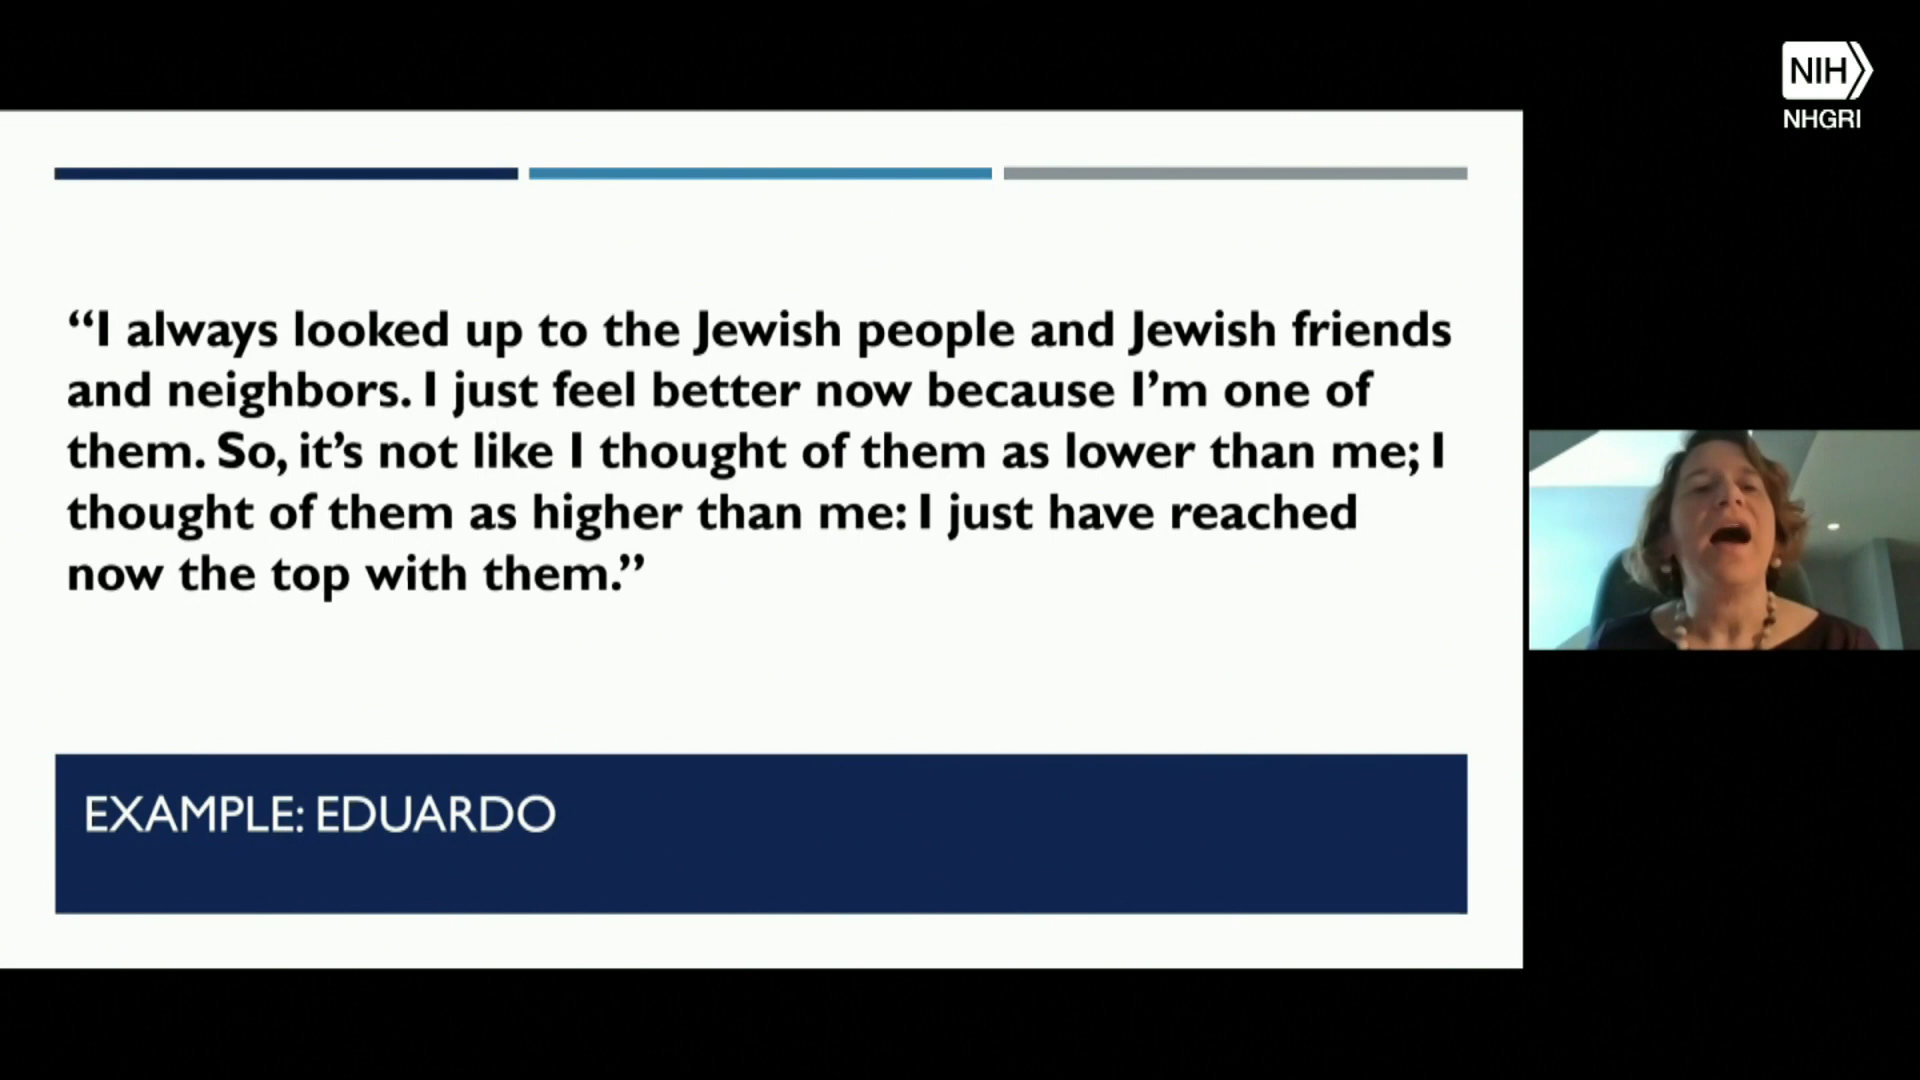 NIH
NHGRI
“I always looked up to the Jewish people and Jewish friends
and neighbors. I just feel better now because I’m one of
them. So, it’s not like I thought of them as lower than me; I
thought of them as higher than me: I just have reached
now the top with them.”
EXAMPLE: EDUARDO